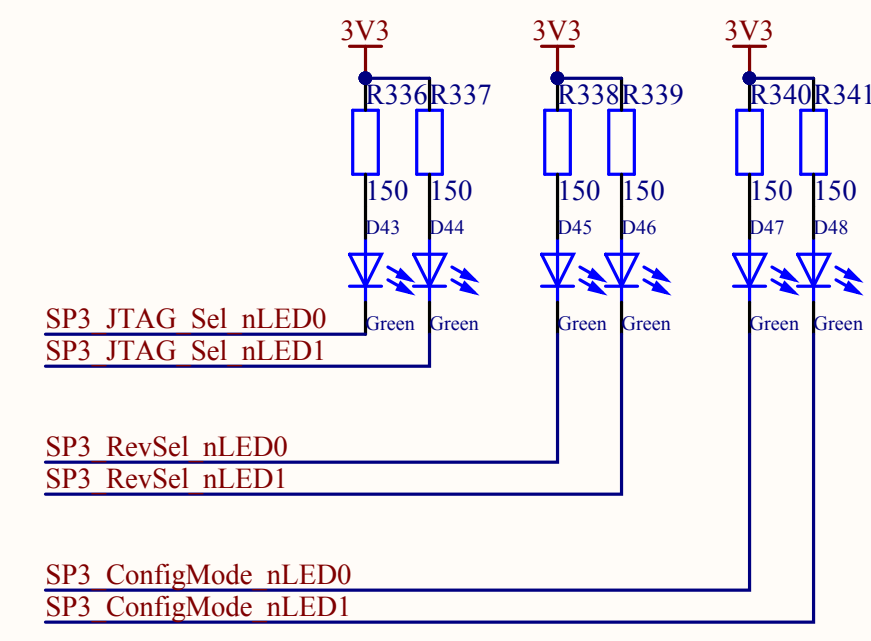 3V3 3V3 3V3
R336 R337 R338 R339 R340 R341
150 150 150 150 150 150
D43 D44 D45 D46 D47 D48
Green Green Green Green Green Green
SP3_JTAG_Sel_nLED0
SP3_JTAG_Sel_nLED1
SP3_RevSel_nLED0
SP3_RevSel_nLED1
SP3_ConfigMode_nLED0
SP3_ConfigMode_nLED1